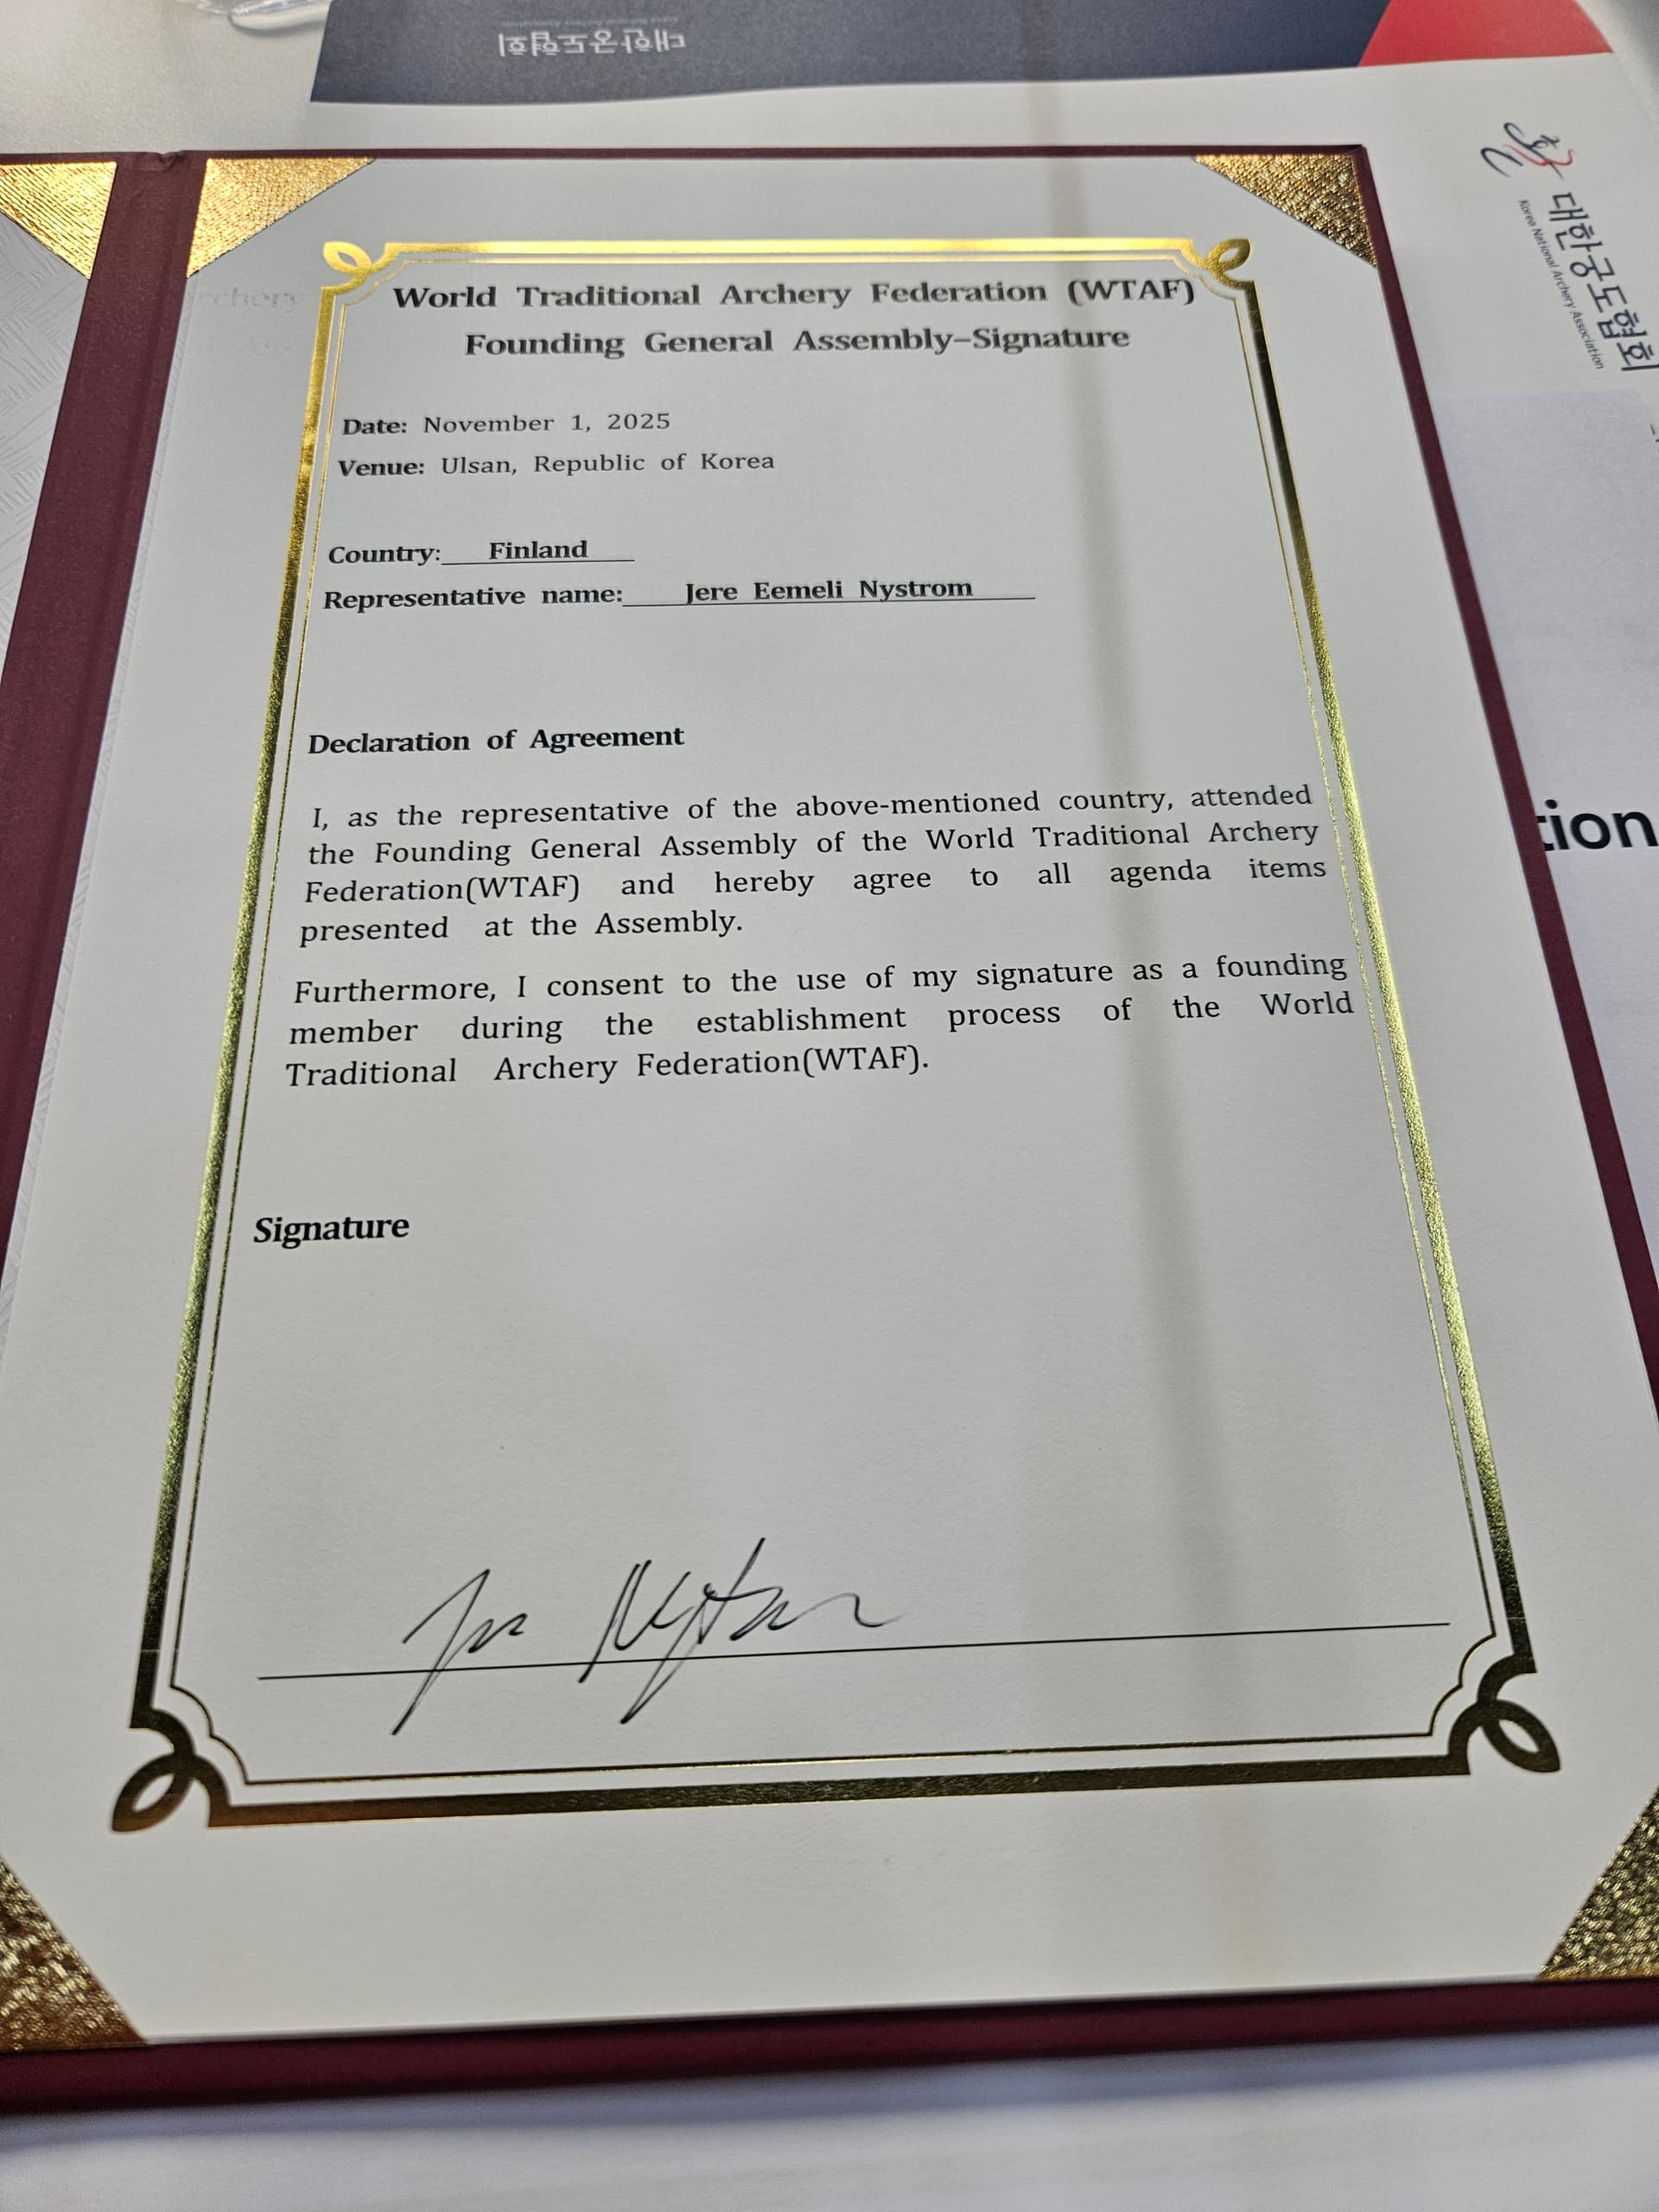 대한궁도협회
Korea National Archery Association
대한궁도협회
Korea National Archery Association
World Traditional Archery Federation (WTAF)
Founding General Assembly-Signature
Date: November 1, 2025
Venue: Ulsan, Republic of Korea
Country: Finland
Representative name: Jere Eemeli Nystrom
Declaration of Agreement
I, as the representative of the above-mentioned country, attended
the Founding General Assembly of the World Traditional Archery
Federation(WTAF) and hereby agree to all agenda items
presented at the Assembly.
Furthermore, I consent to the use of my signature as a founding
member during the establishment process of the World
Traditional Archery Federation(WTAF).
Signature
tion